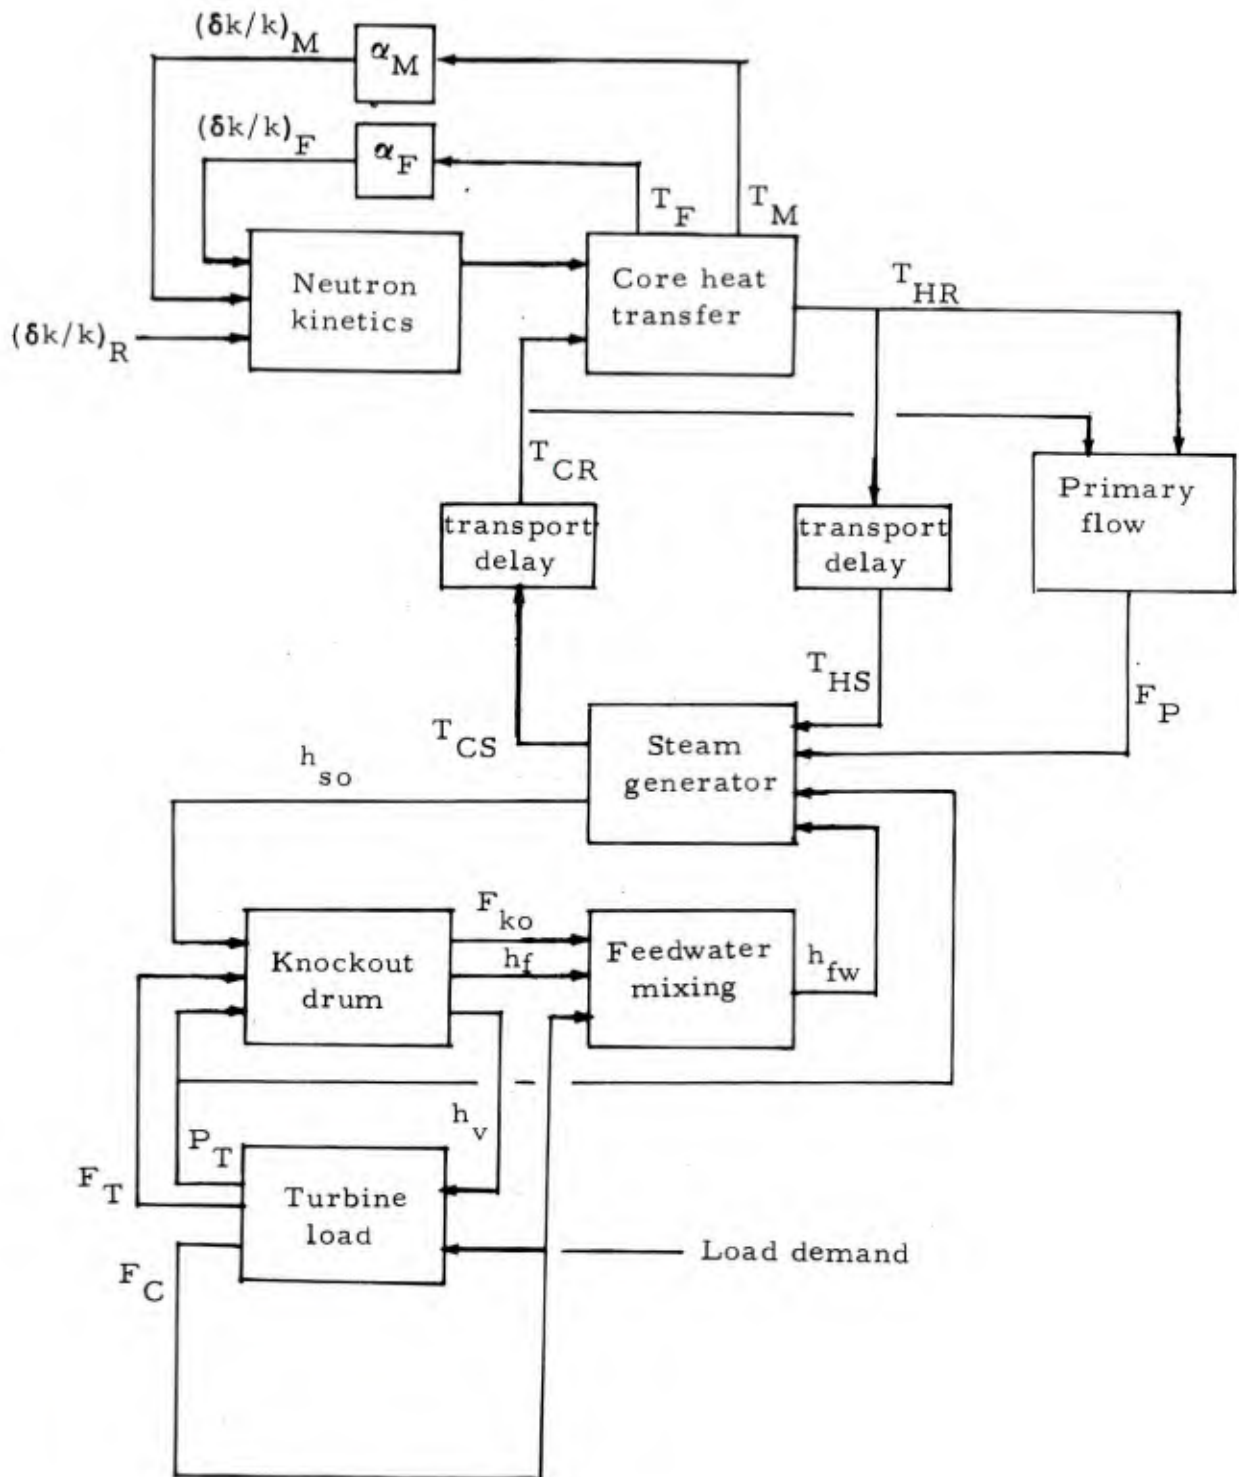 (δk/k)M
αM
(δk/k)F
αF
TF
TM
Neutron
kinetics
Core heat
transfer
THR
(δk/k)R
TCR
Primary
flow
transport
delay
transport
delay
THS
FP
TCS
Steam
generator
hso
Fko
Knockout
drum
hf
Feedwater
mixing
hfw
hv
PT
FT
Turbine
load
Load demand
FC